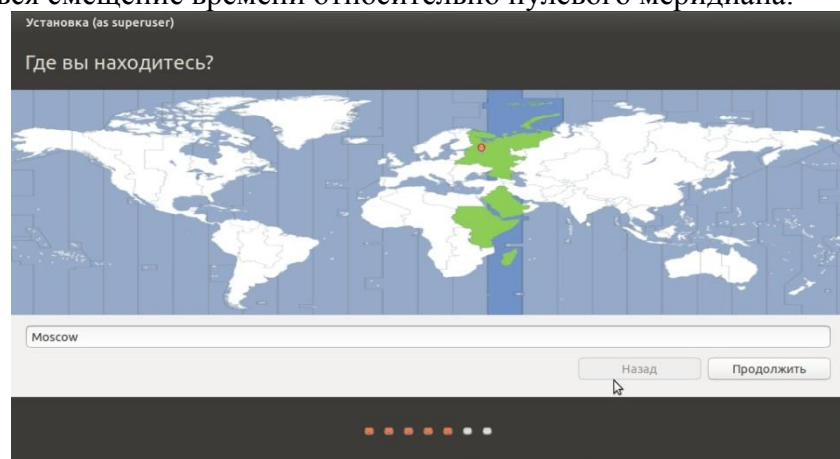 смещение времени относительно нулевого меридиана.
Установка (as superuser)
Где вы находитесь?
Moscow
Назад
Продолжить